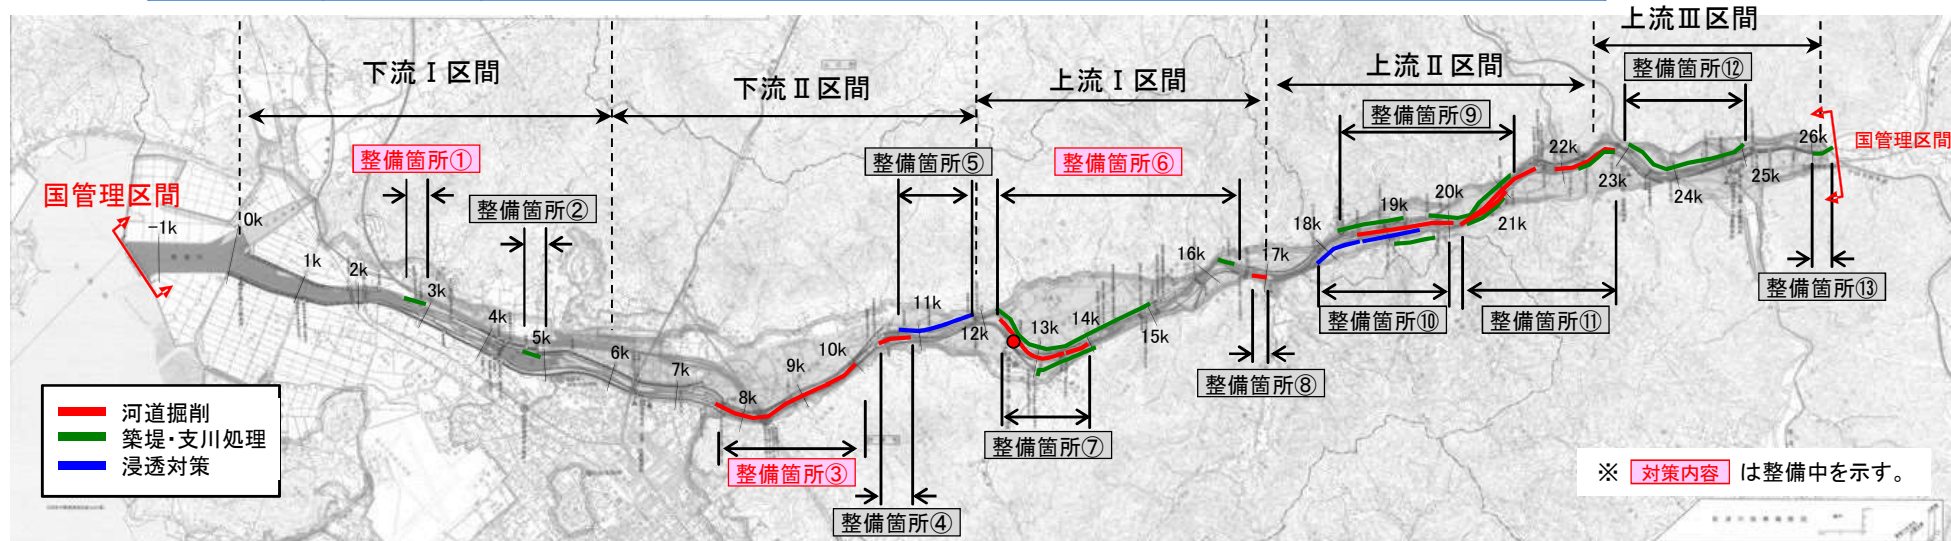 上流Ⅲ区間
下流Ⅰ区間
下流Ⅱ区間
上流Ⅰ区間
上流Ⅱ区間
整備箇所⑫
整備箇所①
整備箇所②
整備箇所⑤
整備箇所⑥
整備箇所⑨
国管理区間
国管理区間
-1k
0k
1k
2k
3k
4k
5k
6k
7k
8k
9k
10k
11k
12k
13k
14k
15k
16k
17k
18k
19k
20k
21k
22k
23k
24k
25k
26k
整備箇所③
整備箇所④
整備箇所⑦
整備箇所⑧
整備箇所⑩
整備箇所⑪
整備箇所⑬
河道掘削
築堤・支川処理
浸透対策
※ 対策内容 は整備中を示す。